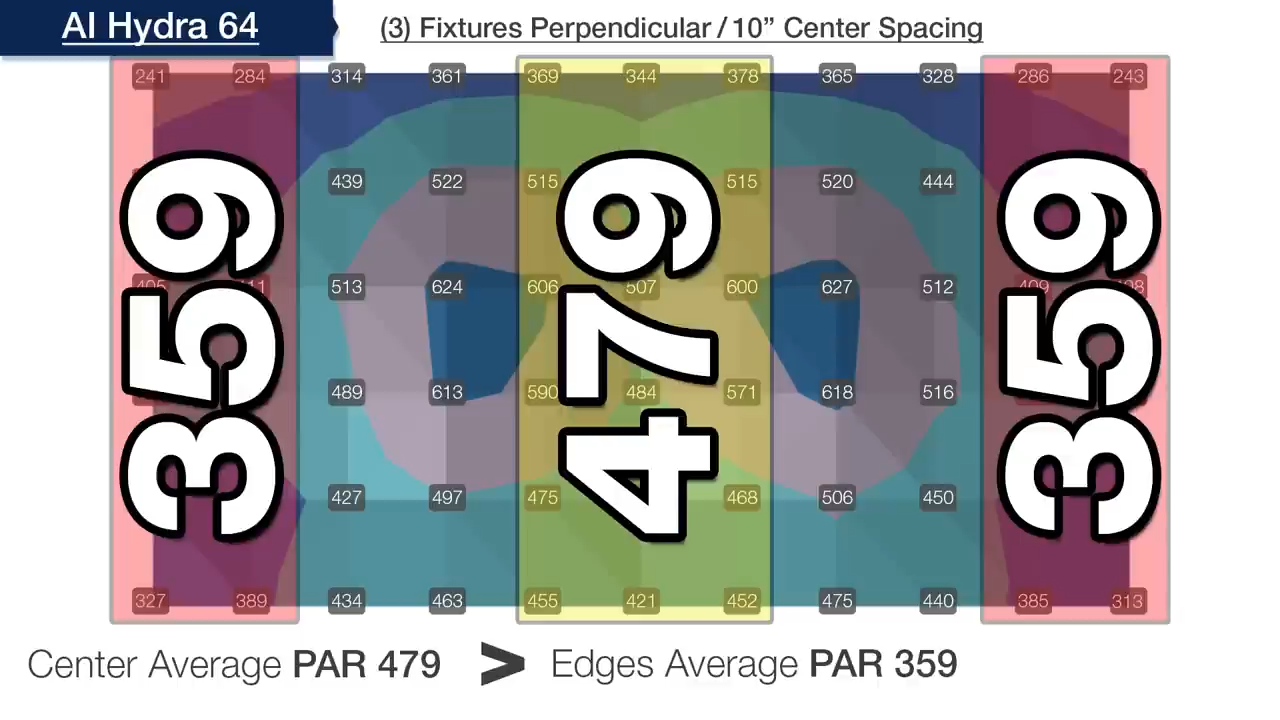 AI Hydra 64
(3) Fixtures Perpendicular / 10” Center Spacing
241 284 314 361 369 344 378 365 328 286 243
439 522 515 515 520 444
513 624 606 507 600 627 512 409
489 613 590 484 571 618 516
427 497 475 468 506 450
327 389 434 463 455 421 452 475 440 385 313
359
479
359
Center Average PAR 479 > Edges Average PAR 359